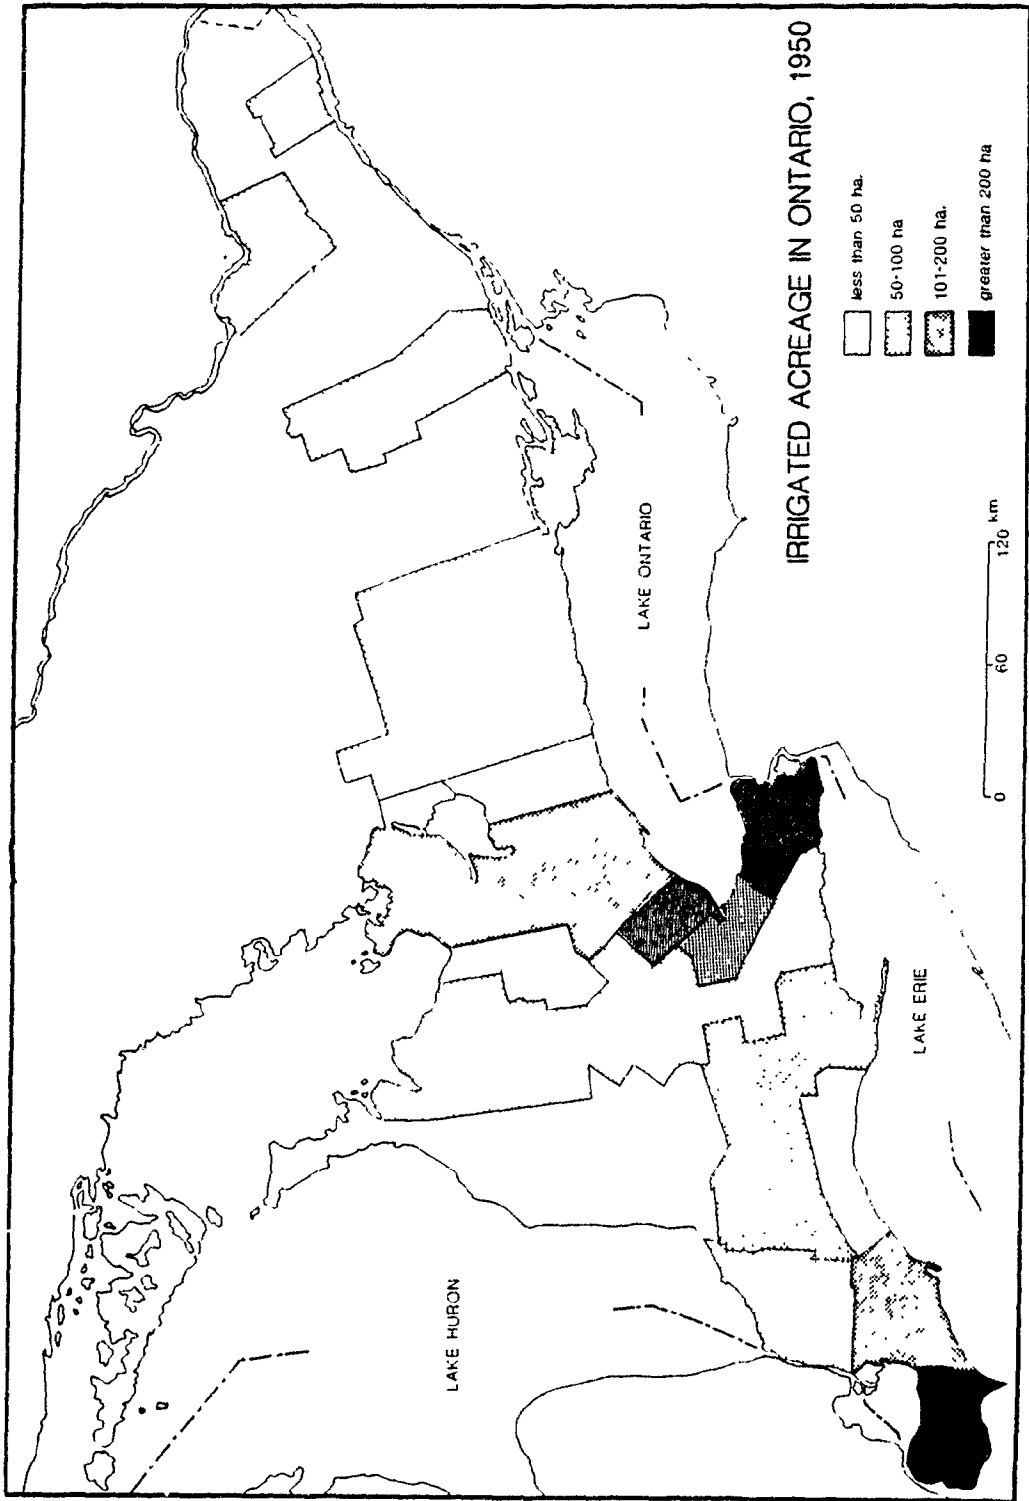 IRRIGATED ACREAGE IN ONTARIO, 1950
less than 50 ha.
50-100 ha
101-200 ha.
greater than 200 ha
0 60 120 km
LAKE ONTARIO
LAKE ERIE
LAKE HURON